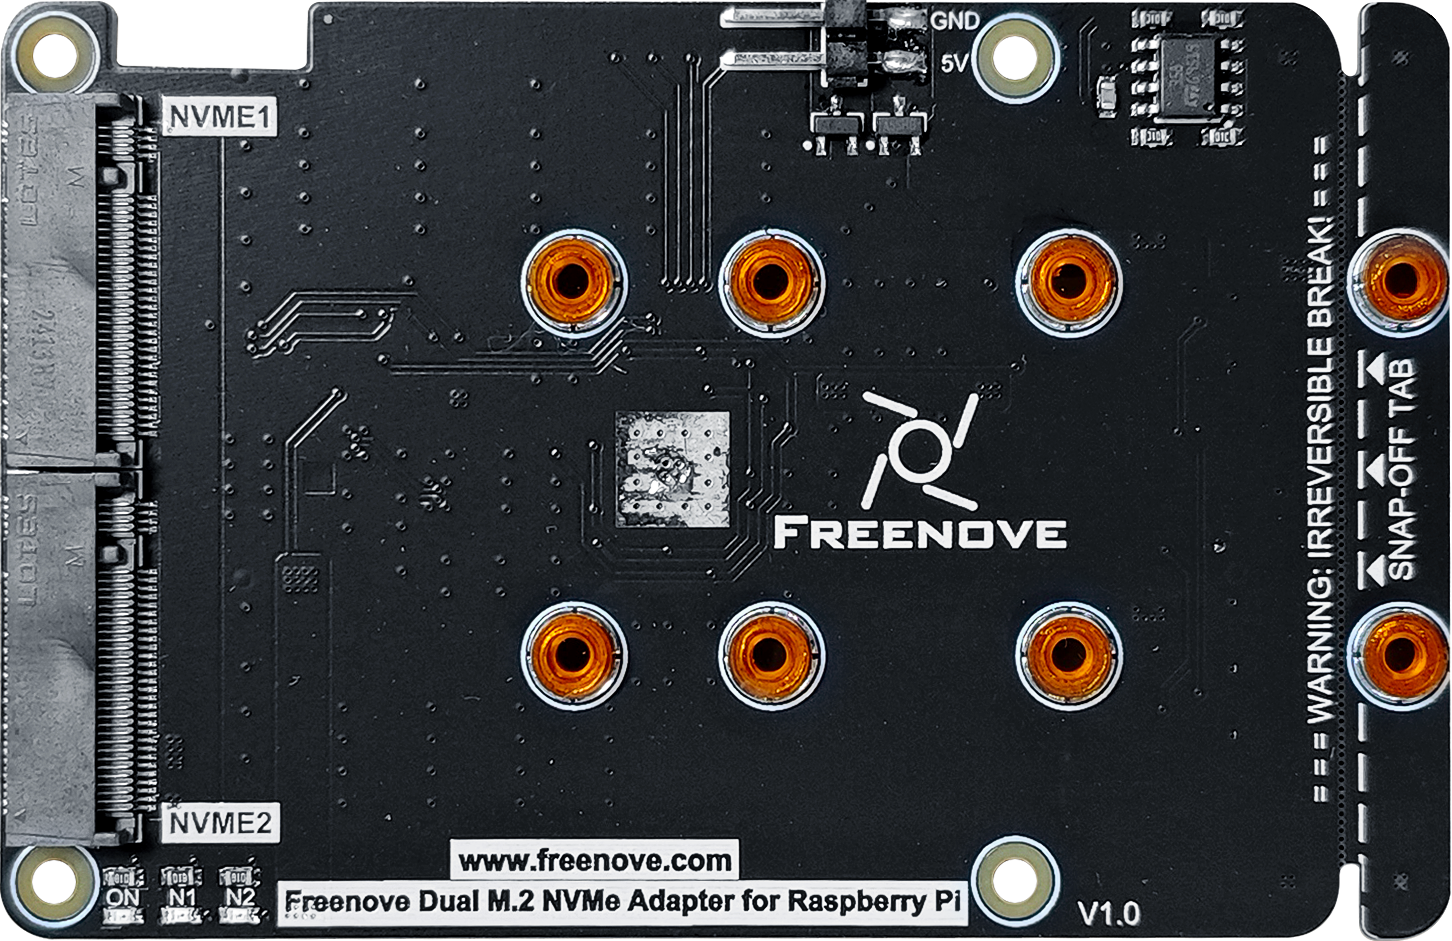 GND
5V
NVME1
=== WARNING: IRREVERSIBLE BREAK! ===
SNAP-OFF TAB
FREENOVE
NVME2
www.freenove.com
ON N1 N2
Freenove Dual M.2 NVMe Adapter for Raspberry Pi
V1.0